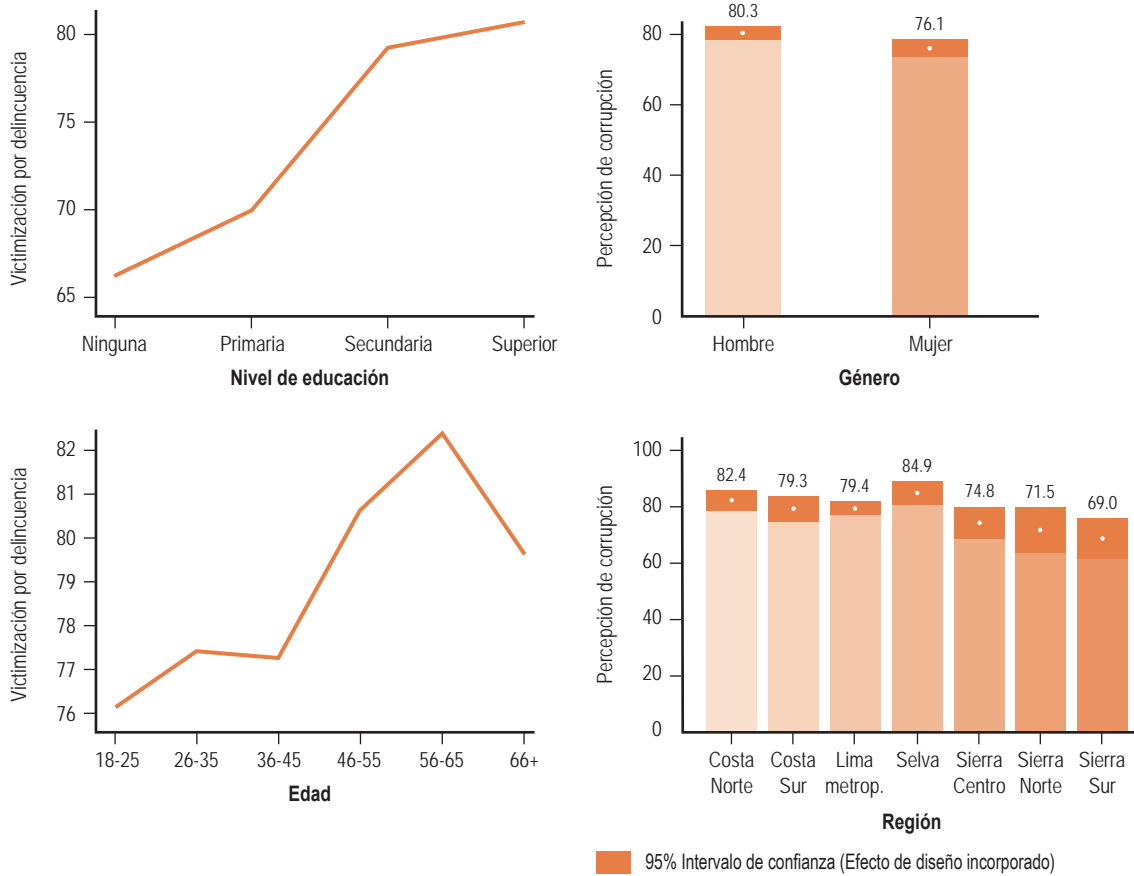 Victimización por delincuencia
80
75
70
65
Ninguna
Primaria
Secundaria
Superior
Nivel de educación
Percepción de corrupción
80
60
40
20
0
80.3
76.1
Hombre
Mujer
Género
Victimización por delincuencia
82
81
80
79
78
77
76
18-25
26-35
36-45
46-55
56-65
66+
Edad
Percepción de corrupción
100
80
60
40
20
0
82.4
79.3
79.4
84.9
74.8
71.5
69.0
Costa
Norte
Costa
Sur
Lima
metrop.
Selva
Sierra
Centro
Sierra
Norte
Sierra
Sur
Región
95% Intervalo de confianza (Efecto de diseño incorporado)